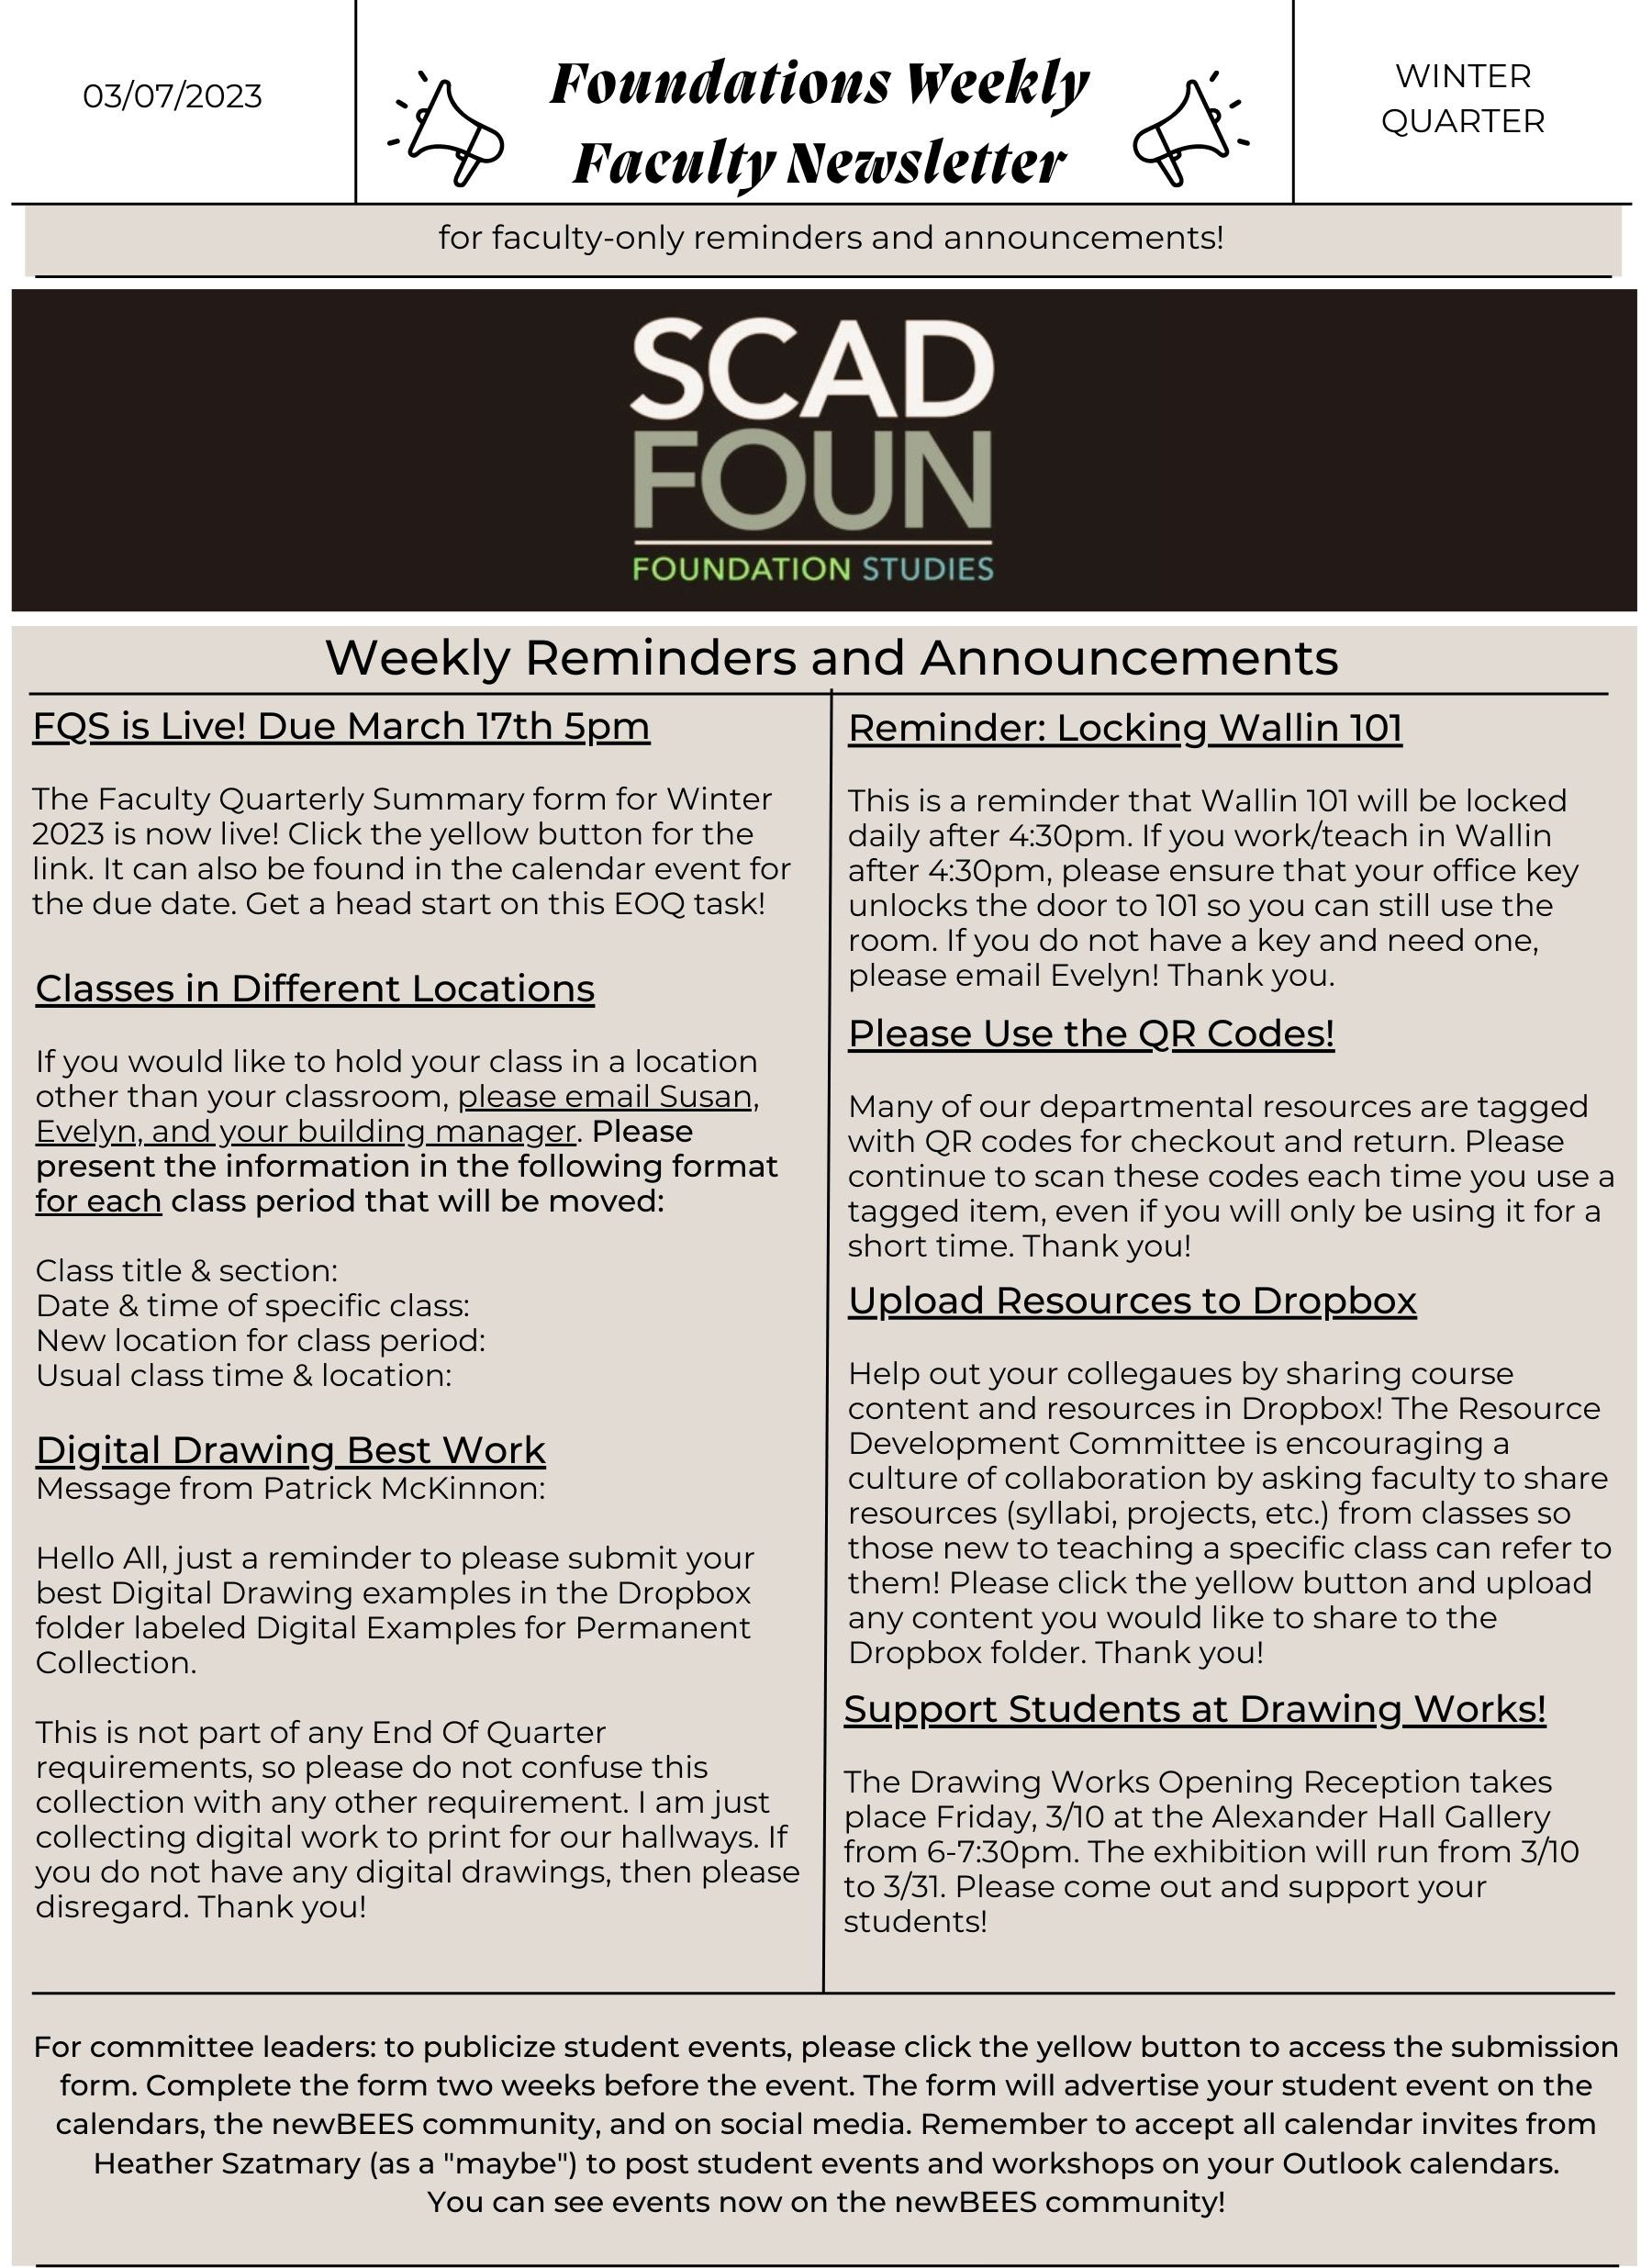 03/07/2023
Foundations Weekly
Faculty Newsletter
WINTER
QUARTER
for faculty-only reminders and announcements!
SCAD
FOUN
FOUNDATION STUDIES
Weekly Reminders and Announcements
FQS is Live! Due March 17th 5pm
The Faculty Quarterly Summary form for Winter
2023 is now live! Click the yellow button for the
link. It can also be found in the calendar event for
the due date. Get a head start on this EOQ task!
Classes in Different Locations
If you would like to hold your class in a location
other than your classroom, please email Susan,
Evelyn, and your building manager. Please
present the information in the following format
for each class period that will be moved:
Class title & section:
Date & time of specific class:
New location for class period:
Usual class time & location:
Digital Drawing Best Work
Message from Patrick McKinnon:
Hello All, just a reminder to please submit your
best Digital Drawing examples in the Dropbox
folder labeled Digital Examples for Permanent
Collection.
This is not part of any End Of Quarter
requirements, so please do not confuse this
collection with any other requirement. I am just
collecting digital work to print for our hallways. If
you do not have any digital drawings, then please
disregard. Thank you!
Reminder: Locking Wallin 101
This is a reminder that Wallin 101 will be locked
daily after 4:30pm. If you work/teach in Wallin
after 4:30pm, please ensure that your office key
unlocks the door to 101 so you can still use the
room. If you do not have a key and need one,
please email Evelyn! Thank you.
Please Use the QR Codes!
Many of our departmental resources are tagged
with QR codes for checkout and return. Please
continue to scan these codes each time you use a
tagged item, even if you will only be using it for a
short time. Thank you!
Upload Resources to Dropbox
Help out your collegaues by sharing course
content and resources in Dropbox! The Resource
Development Committee is encouraging a
culture of collaboration by asking faculty to share
resources (syllabi, projects, etc.) from classes so
those new to teaching a specific class can refer to
them! Please click the yellow button and upload
any content you would like to share to the
Dropbox folder. Thank you!
Support Students at Drawing Works!
The Drawing Works Opening Reception takes
place Friday, 3/10 at the Alexander Hall Gallery
from 6-7:30pm. The exhibition will run from 3/10
to 3/31. Please come out and support your
students!
For committee leaders: to publicize student events, please click the yellow button to access the submission
form. Complete the form two weeks before the event. The form will advertise your student event on the
calendars, the newBEES community, and on social media. Remember to accept all calendar invites from
Heather Szatmary (as a "maybe") to post student events and workshops on your Outlook calendars.
You can see events now on the newBEES community!